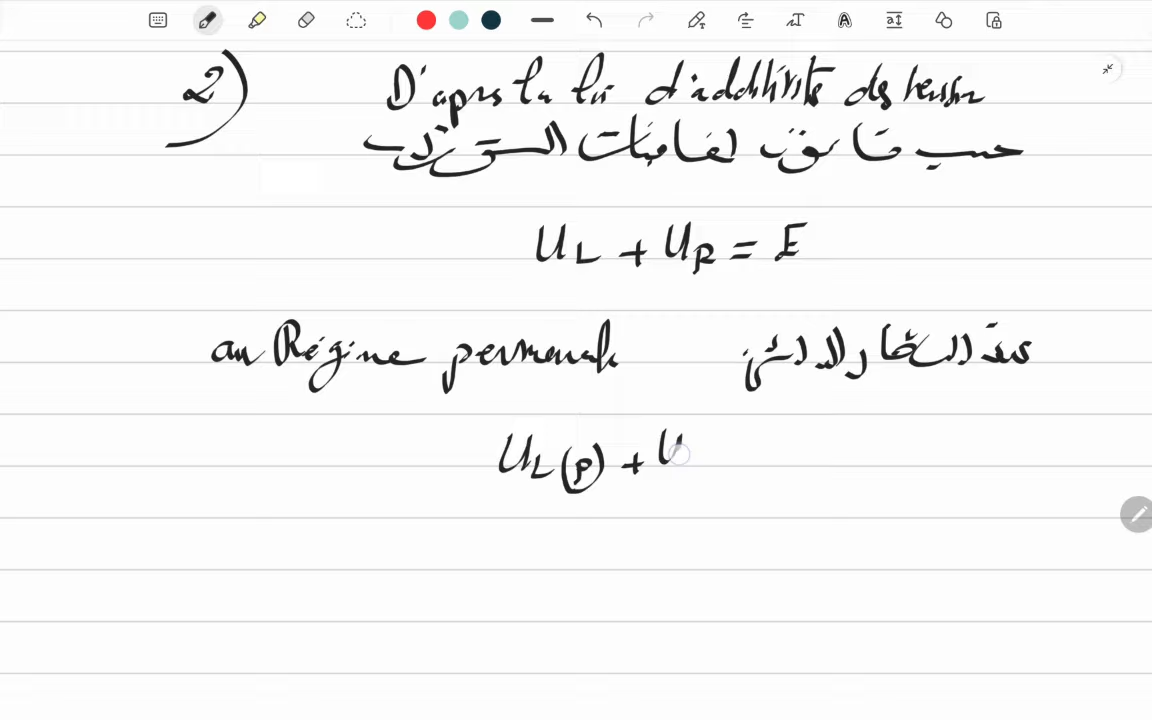 2) D'après la loi d'additivité des tension
حسب قانون إضافيات التوترات
UL + UR = E
au Régime permanent عند النظام الدائم
UL(p) + U